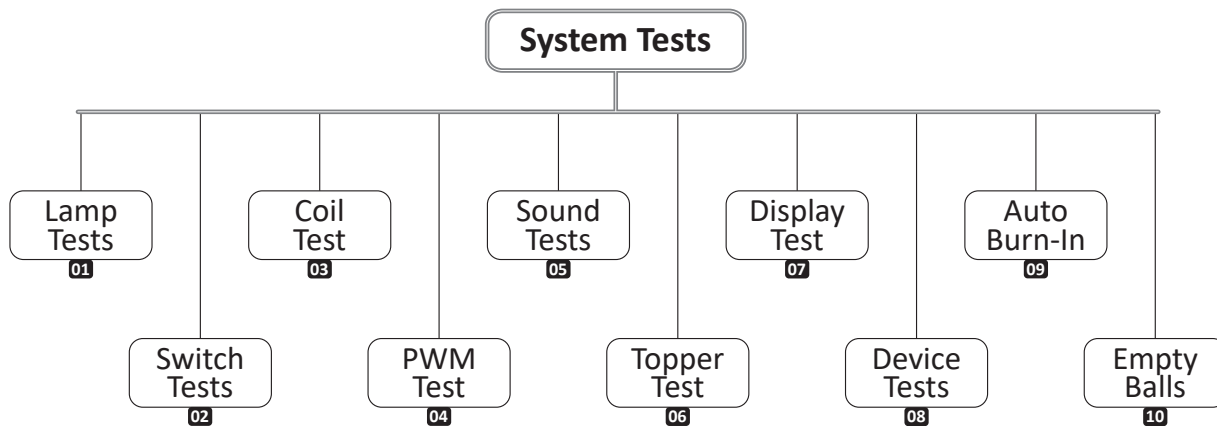 System Tests
Lamp
Tests
01
Switch
Tests
02
Coil
Test
03
PWM
Test
04
Sound
Tests
05
Topper
Test
06
Display
Test
07
Device
Tests
08
Auto
Burn-In
09
Empty
Balls
10